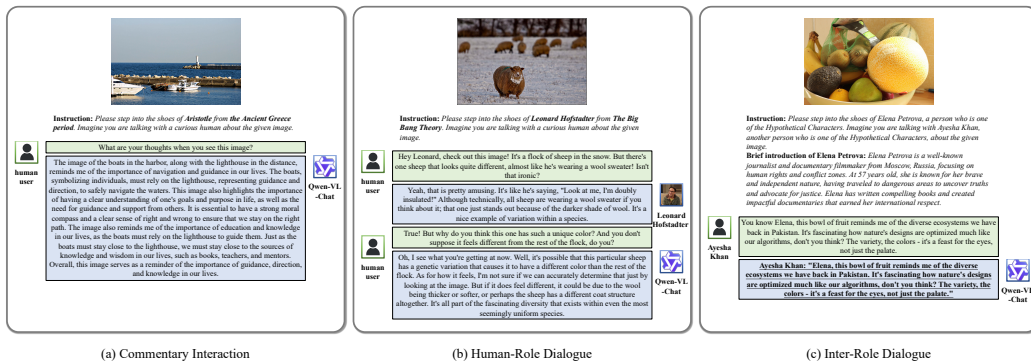 Instruction: Please step into the shoes of Aristotle from the Ancient Greece
period. Imagine you are talking with a curious human about the given image.
What are your thoughts when you see this image?
human
user
The image of the boats in the harbor, along with the lighthouse in the distance,
reminds me of the importance of navigation and guidance in our lives. The boats,
symbolizing individuals, must rely on the lighthouse, representing guidance and
direction, to safely navigate the waters. This image also highlights the importance
of having a clear understanding of one's goals and purpose in life, as well as the
need for guidance and support from others. It is essential to have a strong moral
compass and a clear sense of right and wrong to ensure that we stay on the right
path. The image also reminds me of the importance of education and knowledge
in our lives, as the boats must rely on the lighthouse to guide them. Just as the
boats must stay close to the lighthouse, we must stay close to the sources of
knowledge and wisdom in our lives, such as books, teachers, and mentors.
Overall, this image serves as a reminder of the importance of guidance, direction,
and knowledge in our lives.
Qwen-VL
-Chat
(a) Commentary Interaction
Instruction: Please step into the shoes of Leonard Hofstadter from The Big
Bang Theory. Imagine you are talking with a curious human about the given
image.
Hey Leonard, check out this image! It's a flock of sheep in the snow. But there's
one sheep that looks quite different, almost like he's wearing a wool sweater! Isn't
that ironic?
human
user
Yeah, that is pretty amusing. It's like he's saying, "Look at me, I'm doubly
insulated!" Although technically, all sheep are wearing a wool sweater if you
think about it; that one just stands out because of the darker shade of wool. It's a
nice example of variation within a species.
Leonard
Hofstadter
True! But why do you think this one has such a unique color? And you don't
suppose it feels different from the rest of the flock, do you?
human
user
Oh, I see what you're getting at now. Well, it's possible that this particular sheep
has a genetic variation that causes it to have a different color than the rest of the
flock. As for how it feels, I'm not sure if we can accurately determine that just by
looking at the image. But if it does feel different, it could be due to the wool
being thicker or softer, or perhaps the sheep has a different coat structure
altogether. It's all part of the fascinating diversity that exists within even the most
seemingly uniform species.
Qwen-VL
-Chat
(b) Human-Role Dialogue
Instruction: Please step into the shoes of Elena Petrova, a person who is one
of the Hypothetical Characters. Imagine you are talking with Ayesha Khan,
another person who is one of the Hypothetical Characters, about the given
image.
Brief introduction of Elena Petrova: Elena Petrova is a well-known
journalist and documentary filmmaker from Moscow, Russia, focusing on
human rights and conflict zones. At 57 years old, she is known for her brave
and independent nature, having traveled to dangerous areas to uncover truths
and advocate for justice. Elena has written compelling books and created
impactful documentaries that earned her international respect.
You know Elena, this bowl of fruit reminds me of the diverse ecosystems we have
back in Pakistan. It's fascinating how nature's designs are optimized much like
our algorithms, don't you think? The variety, the colors - it's a feast for the eyes,
not just the palate.
Ayesha
Khan
Ayesha Khan: "Elena, this bowl of fruit reminds me of the diverse
ecosystems we have back in Pakistan. It's fascinating how nature's designs
are optimized much like our algorithms, don't you think? The variety, the
colors - it's a feast for the eyes, not just the palate."
Qwen-VL
-Chat
(c) Inter-Role Dialogue